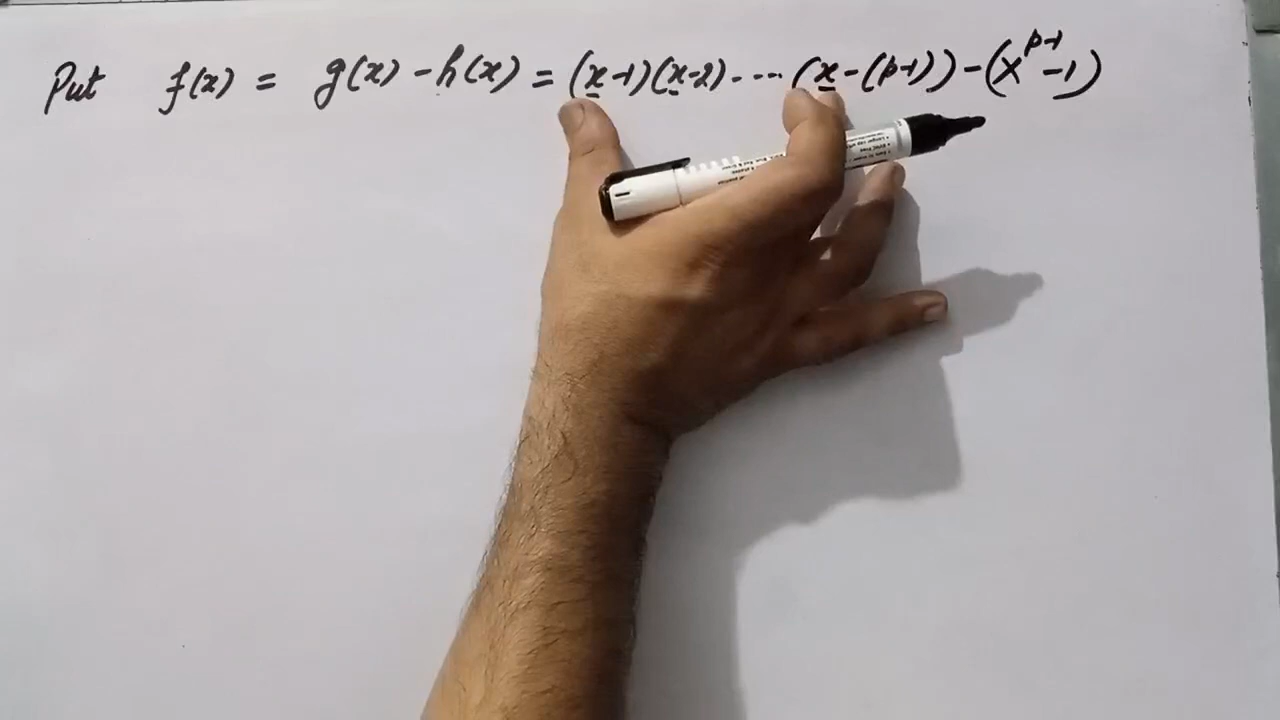 Put f(x) = g(x) - h(x) = (x-1)(x-2) ---- (x-(p-1)) - (x^{p-1} - 1)